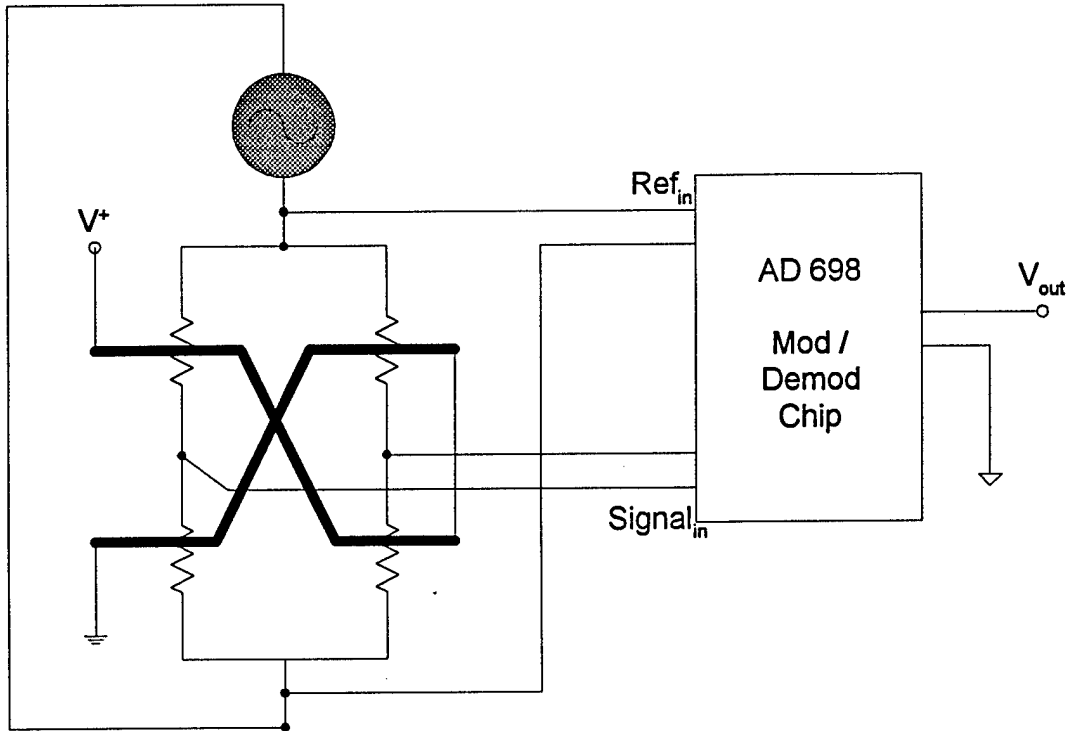 Ref_in
V⁺
AD 698
V_out
Mod /
Demod
Chip
Signal_in